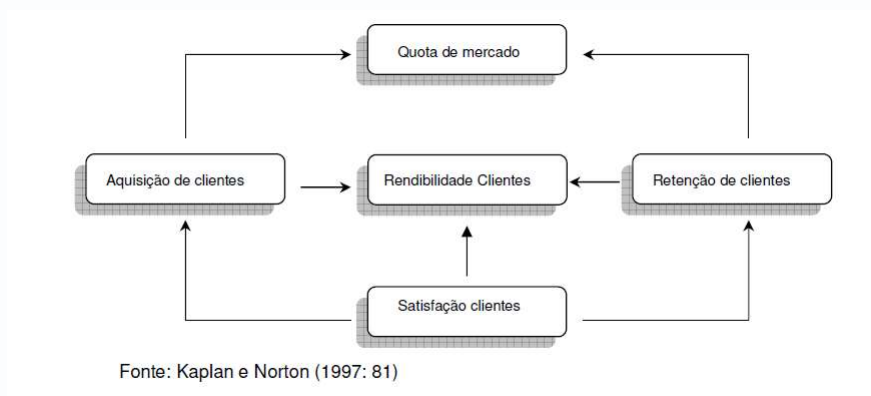 Quota de mercado
Aquisição de clientes
Rendibilidade Clientes
Retenção de clientes
Satisfação clientes
Fonte: Kaplan e Norton (1997: 81)